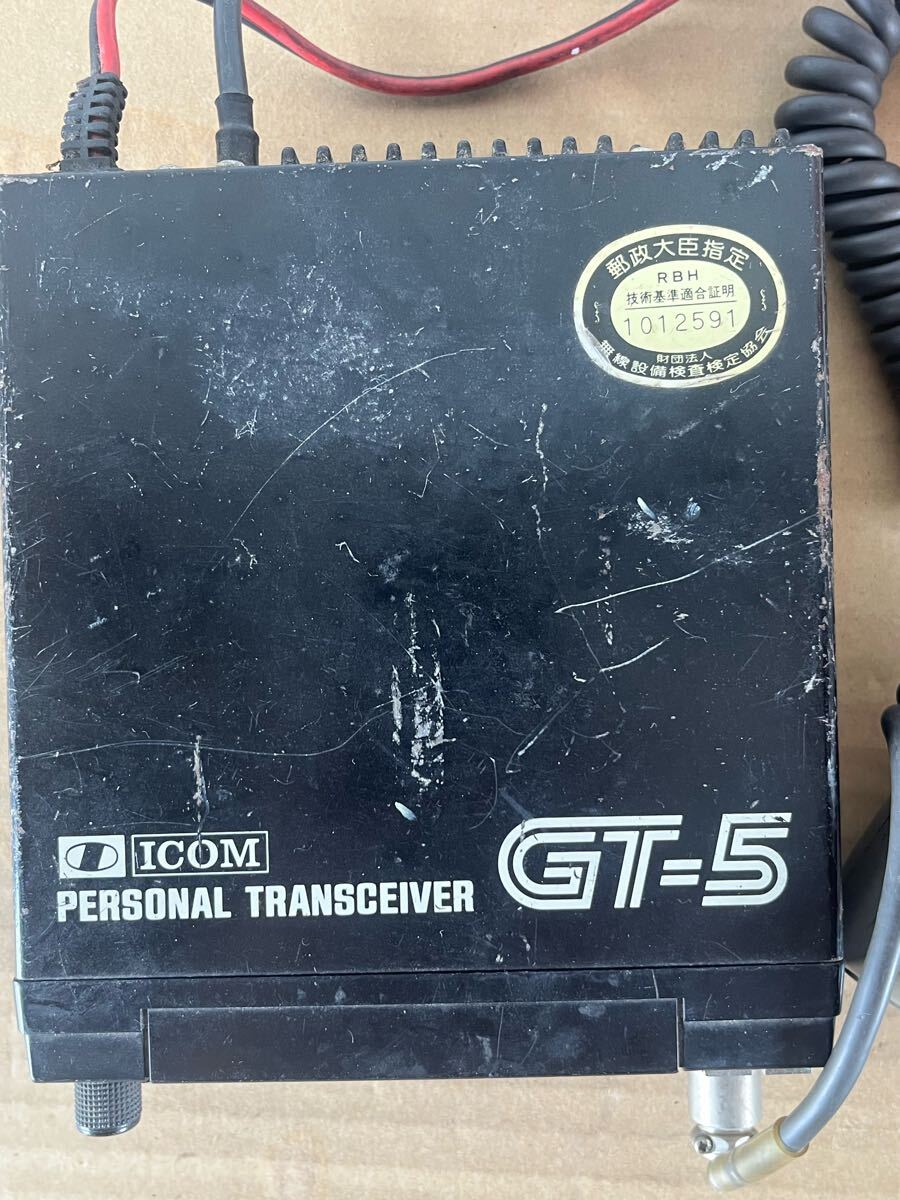 郵政大臣指定
RBH
技術基準適合証明
1012591
財団法人
無線設備検査検定協会
ICOM
PERSONAL TRANSCEIVER
GT-5